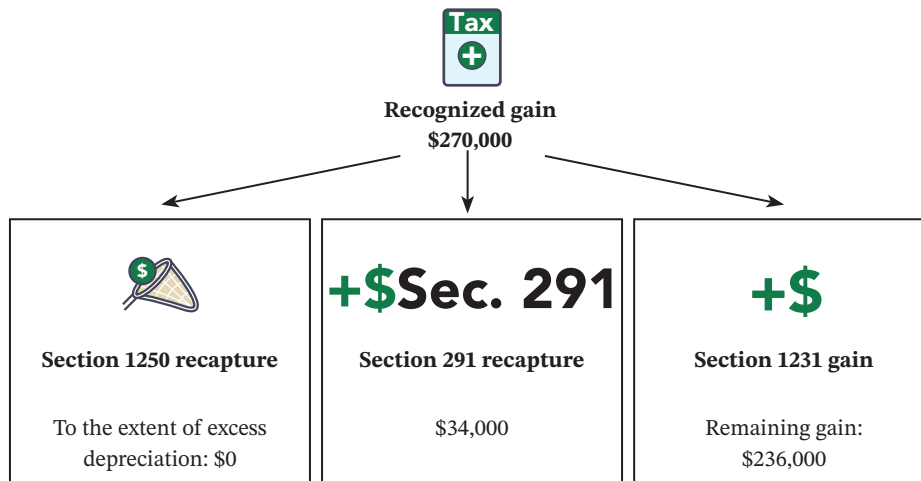 Tax
Recognized gain
$270,000
$
+$Sec. 291
+$
Section 1250 recapture
Section 291 recapture
Section 1231 gain
To the extent of excess
depreciation: $0
$34,000
Remaining gain:
$236,000